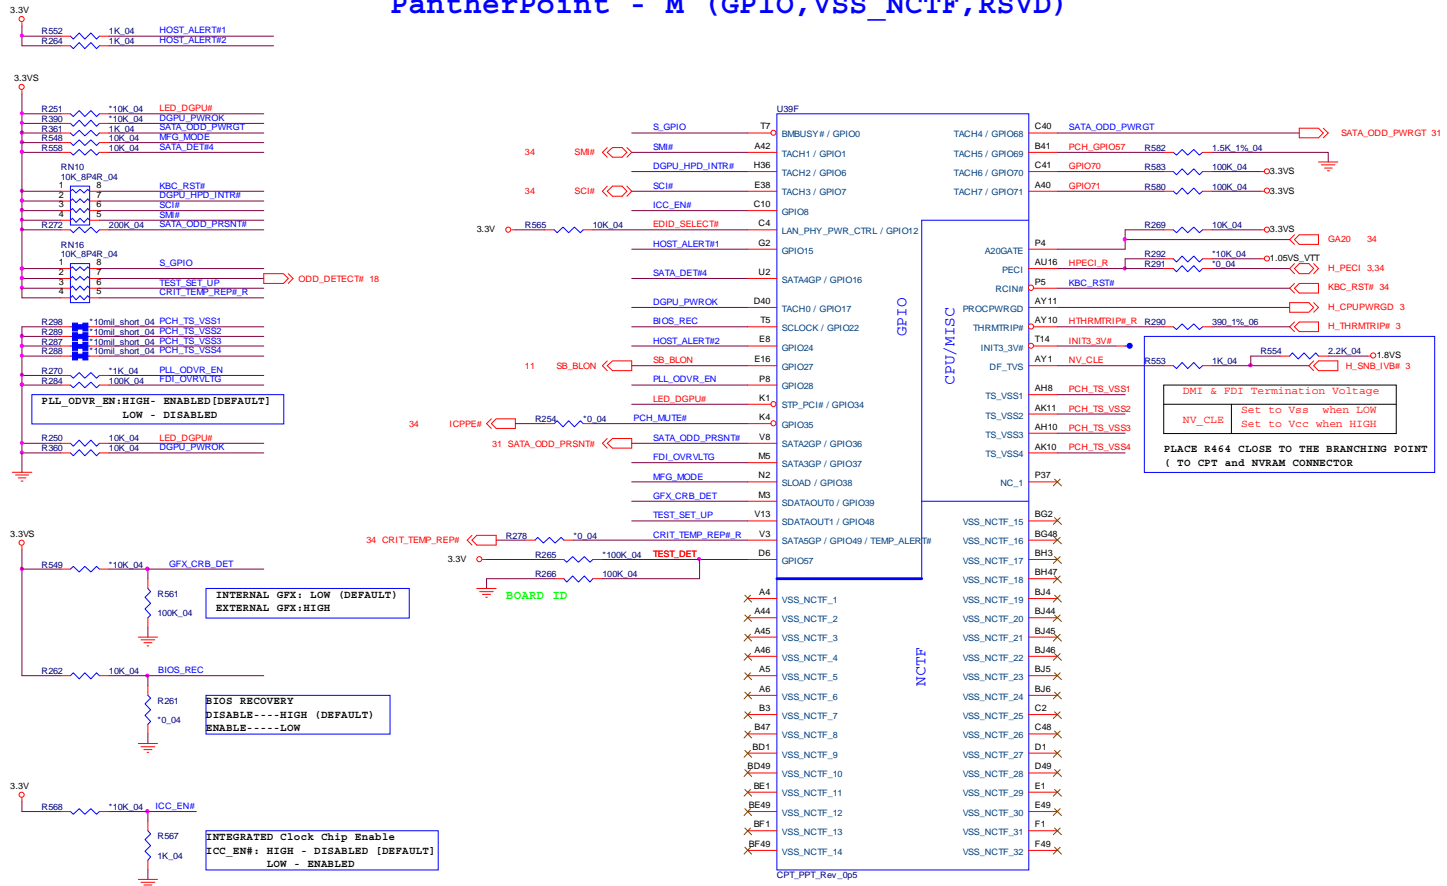 PantherPoint - M (GPIO,VSS_NCTF,RSVD)
3.3V
R552 1K_04 HOST_ALERT#1
R264 1K_04 HOST_ALERT#2
3.3VS
R251 *10K_04 LED_DGPU#
R390 *10K_04 DGPU_PWROK
R361 1K_04 SATA_ODD_PWRGT
R548 10K_04 MFG_MODE
R558 10K_04 SATA_DET#4
RN10
10K_8P4R_04
1 8 KBC_RST#
2 7 DGPU_HPD_INTR#
3 6 SCI#
4 5 SMI#
R272 200K_04 SATA_ODD_PRSNT#
RN16
10K_8P4R_04
1 8 S_GPIO
2 7 ODD_DETECT# 18
3 6 TEST_SET_UP
4 5 CRIT_TEMP_REP#_R
R298 *10mil_short_04 PCH_TS_VSS1
R289 *10mil_short_04 PCH_TS_VSS2
R287 *10mil_short_04 PCH_TS_VSS3
R288 *10mil_short_04 PCH_TS_VSS4
R270 *1K_04 PLL_ODVR_EN
R284 100K_04 FDI_OVRVLTG
PLL_ODVR_EN:HIGH- ENABLED[DEFAULT]
LOW - DISABLED
R250 10K_04 LED_DGPU#
R360 10K_04 DGPU_PWROK
3.3VS
R549 *10K_04 GFX_CRB_DET
R561
100K_04
INTERNAL GFX: LOW (DEFAULT)
EXTERNAL GFX:HIGH
R262 10K_04 BIOS_REC
R261
*0_04
BIOS RECOVERY
DISABLE----HIGH (DEFAULT)
ENABLE-----LOW
3.3V
R568 *10K_04 ICC_EN#
R567
1K_04
INTEGRATED Clock Chip Enable
ICC_EN#: HIGH - DISABLED [DEFAULT]
LOW - ENABLED
U39F
S_GPIO T7 BMBUSY# / GPIO0
34 SMI# SMI# A42 TACH1 / GPIO1
DGPU_HPD_INTR# H36 TACH2 / GPIO6
34 SCI# SCI# E38 TACH3 / GPIO7
ICC_EN# C10 GPIO8
3.3V R565 10K_04 EDID_SELECT# C4 LAN_PHY_PWR_CTRL / GPIO12
HOST_ALERT#1 G2 GPIO15
SATA_DET#4 U2 SATA4GP / GPIO16
DGPU_PWROK D40 TACH0 / GPIO17
BIOS_REC T5 SCLOCK / GPIO22
HOST_ALERT#2 E8 GPIO24
11 SB_BLON SB_BLON E16 GPIO27
PLL_ODVR_EN P8 GPIO28
LED_DGPU# K1 STP_PCI# / GPIO34
34 ICPPE# R254 *0_04 PCH_MUTE# K4 GPIO35
31 SATA_ODD_PRSNT# SATA_ODD_PRSNT# V8 SATA2GP / GPIO36
FDI_OVRVLTG M5 SATA3GP / GPIO37
MFG_MODE N2 SLOAD / GPIO38
GFX_CRB_DET M3 SDATAOUT0 / GPIO39
TEST_SET_UP V13 SDATAOUT1 / GPIO48
34 CRIT_TEMP_REP# R278 *0_04 CRIT_TEMP_REP#_R V3 SATA5GP / GPIO49 / TEMP_ALERT#
3.3V R265 *100K_04 TEST_DET D6 GPIO57
R266 100K_04
BOARD ID
A4 VSS_NCTF_1
A44 VSS_NCTF_2
A45 VSS_NCTF_3
A46 VSS_NCTF_4
A5 VSS_NCTF_5
A6 VSS_NCTF_6
B3 VSS_NCTF_7
B47 VSS_NCTF_8
BD1 VSS_NCTF_9
BD49 VSS_NCTF_10
BE1 VSS_NCTF_11
BE49 VSS_NCTF_12
BF1 VSS_NCTF_13
BF49 VSS_NCTF_14
CPT_PPT_Rev_0p5
GPIO
CPU/MISC
NCTF
TACH4 / GPIO68 C40 SATA_ODD_PWRGT SATA_ODD_PWRGT 31
TACH5 / GPIO69 B41 PCH_GPIO57 R582 1.5K_1%_04
TACH6 / GPIO70 C41 GPIO70 R583 100K_04 3.3VS
TACH7 / GPIO71 A40 GPIO71 R580 100K_04 3.3VS
R269 10K_04 3.3VS
A20GATE P4 GA20 34
R292 *10K_04 1.05VS_VTT
PECI AU16 HPECI_R R291 *0_04 H_PECI 3,34
RCIN# P5 KBC_RST# KBC_RST# 34
PROCPWRGD AY11 H_CPUPWRGD 3
THRMTRIP# AY10 HTHRMTRIP#_R R290 390_1%_06 H_THRMTRIP# 3
INIT3_3V# T14 INIT3_3V#
R554 2.2K_04 1.8VS
DF_TVS AY1 NV_CLE R553 1K_04 H_SNB_IVB# 3
TS_VSS1 AH8 PCH_TS_VSS1
TS_VSS2 AK11 PCH_TS_VSS2
TS_VSS3 AH10 PCH_TS_VSS3
TS_VSS4 AK10 PCH_TS_VSS4
DMI & FDI Termination Voltage
NV_CLE
Set to Vss when LOW
Set to Vcc when HIGH
PLACE R464 CLOSE TO THE BRANCHING POINT
( TO CPT and NVRAM CONNECTOR
NC_1 P37
VSS_NCTF_15 BG2
VSS_NCTF_16 BG48
VSS_NCTF_17 BH3
VSS_NCTF_18 BH47
VSS_NCTF_19 BJ4
VSS_NCTF_20 BJ44
VSS_NCTF_21 BJ45
VSS_NCTF_22 BJ46
VSS_NCTF_23 BJ5
VSS_NCTF_24 BJ6
VSS_NCTF_25 C2
VSS_NCTF_26 C48
VSS_NCTF_27 D1
VSS_NCTF_28 D49
VSS_NCTF_29 E1
VSS_NCTF_30 E49
VSS_NCTF_31 F1
VSS_NCTF_32 F49